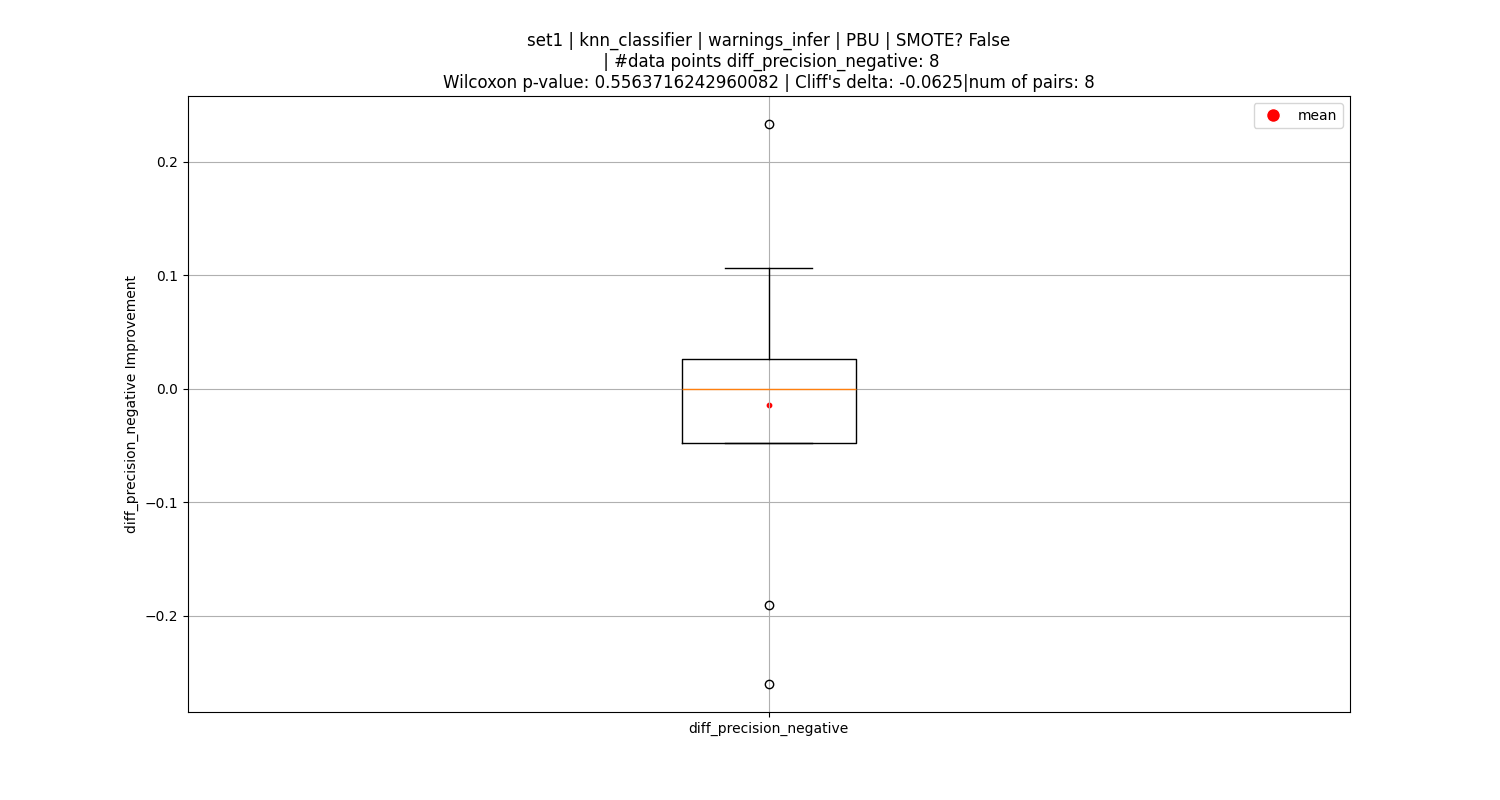 set1 | knn_classifier | warnings_infer | PBU | SMOTE? False
| #data points diff_precision_negative: 8
Wilcoxon p-value: 0.5563716242960082 | Cliff's delta: -0.0625|num of pairs: 8
mean
0.2
0.1
0.0
−0.1
−0.2
diff_precision_negative Improvement
diff_precision_negative